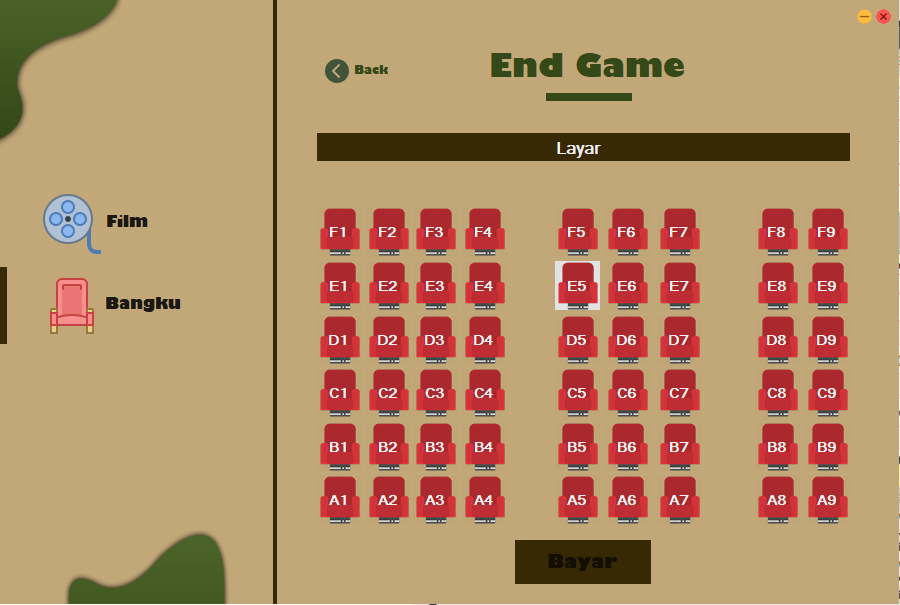 End Game
Back
Layar
Film
Bangku
F1 F2 F3 F4 F5 F6 F7 F8 F9
E1 E2 E3 E4 E5 E6 E7 E8 E9
D1 D2 D3 D4 D5 D6 D7 D8 D9
C1 C2 C3 C4 C5 C6 C7 C8 C9
B1 B2 B3 B4 B5 B6 B7 B8 B9
A1 A2 A3 A4 A5 A6 A7 A8 A9
Bayar